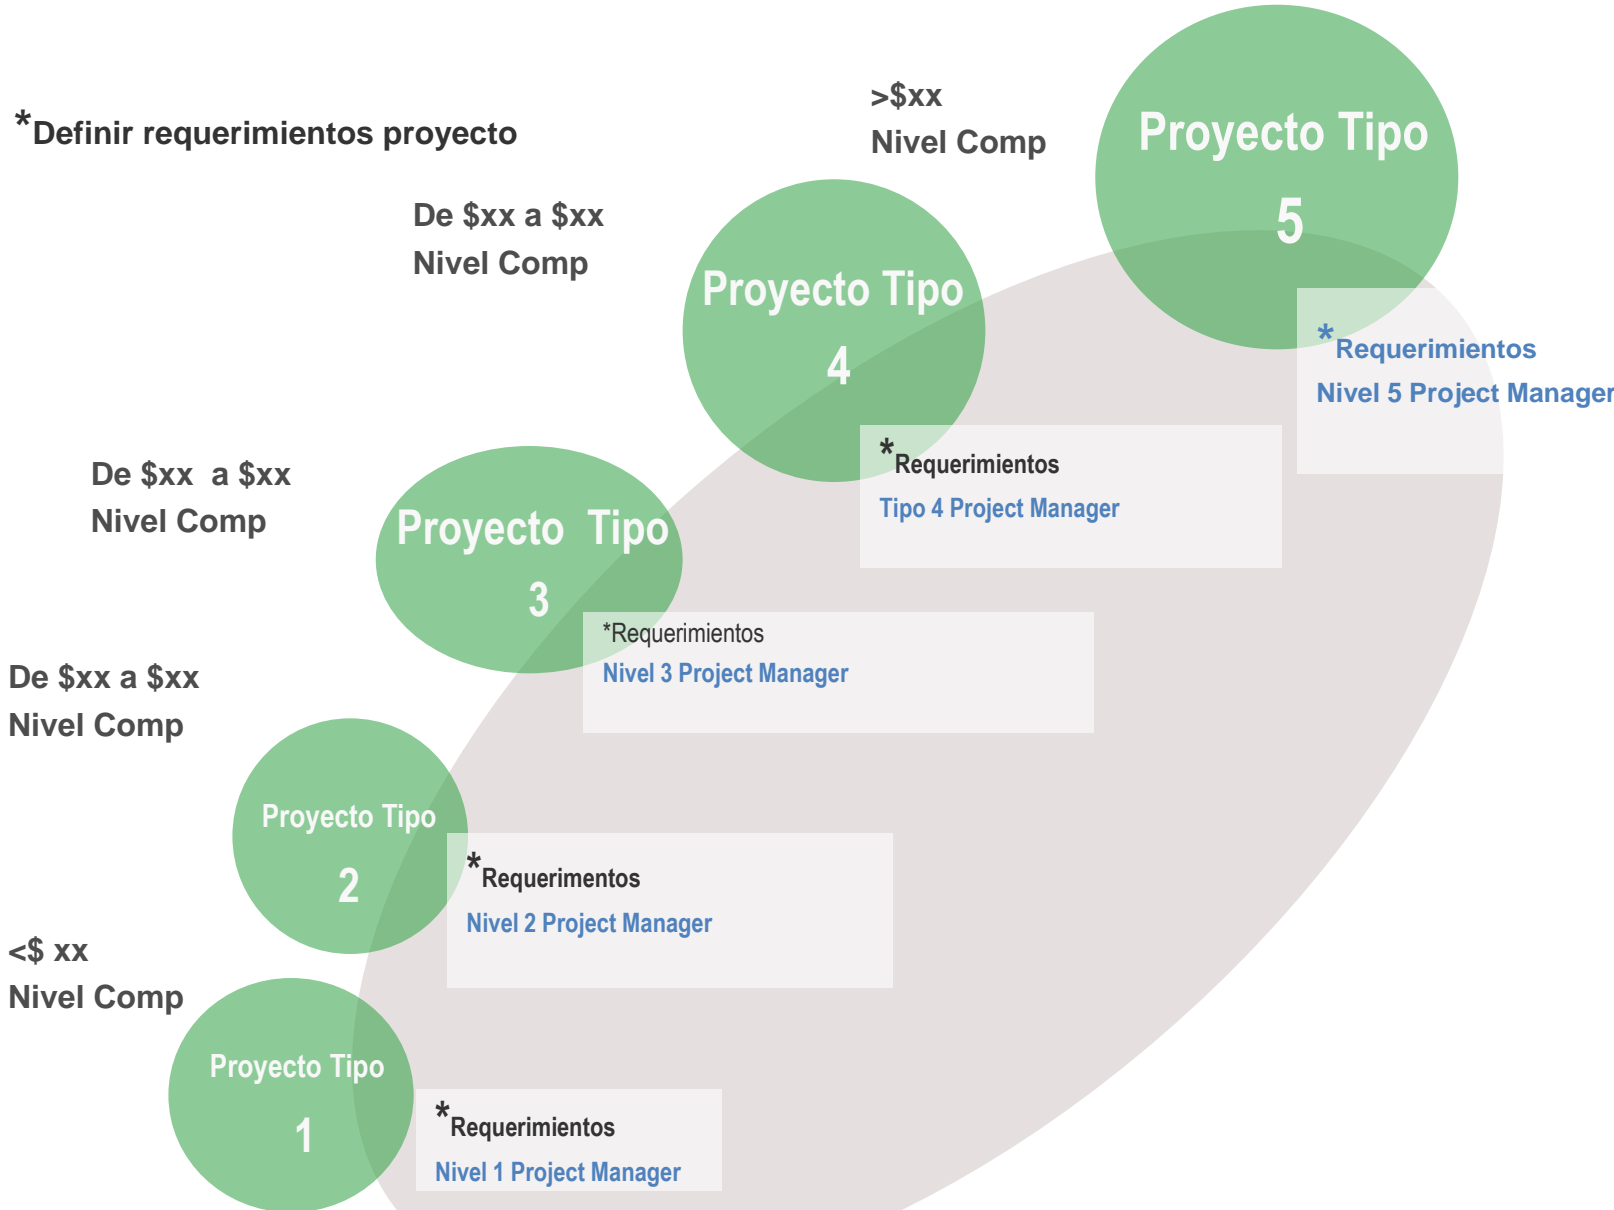 *Definir requerimientos proyecto
>$xx
Nivel Comp
Proyecto Tipo
5
*Requerimientos
Nivel 5 Project Manager
De $xx a $xx
Nivel Comp
Proyecto Tipo
4
*Requerimientos
Tipo 4 Project Manager
De $xx  a $xx
Nivel Comp
Proyecto  Tipo
3
*Requerimientos
Nivel 3 Project Manager
De $xx a $xx
Nivel Comp
Proyecto Tipo
2
*Requerimentos
Nivel 2 Project Manager
<$ xx
Nivel Comp
Proyecto Tipo
1
*Requerimientos
Nivel 1 Project Manager